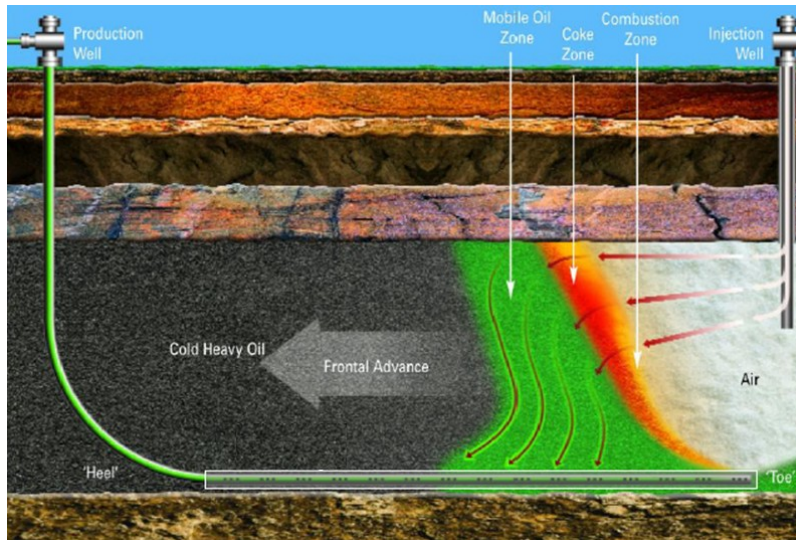 Production
Well
Mobile Oil
Zone
Coke
Zone
Combustion
Zone
Injection
Well
Cold Heavy Oil
Frontal Advance
Air
'Heel'
'Toe'